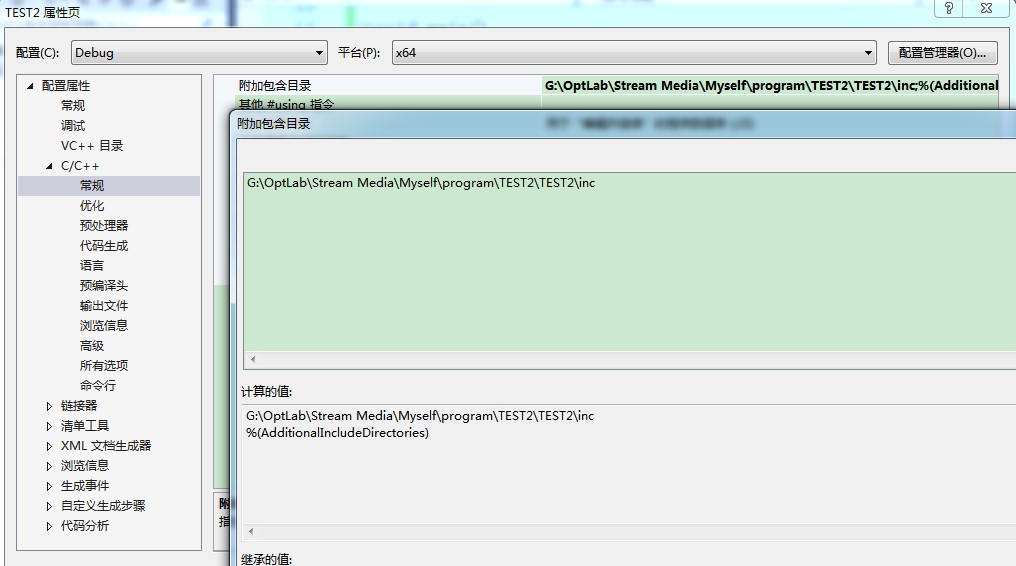 TEST2 属性页
配置(C): Debug 平台(P): x64 配置管理器(O)...
配置属性
常规
调试
VC++ 目录
C/C++
常规
优化
预处理器
代码生成
语言
预编译头
输出文件
浏览信息
高级
所有选项
命令行
链接器
清单工具
XML 文档生成器
浏览信息
生成事件
自定义生成步骤
代码分析
附加包含目录 G:\OptLab\Stream Media\Myself\program\TEST2\TEST2\inc;%(Additional
其他 #using 指令
附加包含目录
G:\OptLab\Stream Media\Myself\program\TEST2\TEST2\inc
计算的值:
G:\OptLab\Stream Media\Myself\program\TEST2\TEST2\inc
%(AdditionalIncludeDirectories)
继承的值: